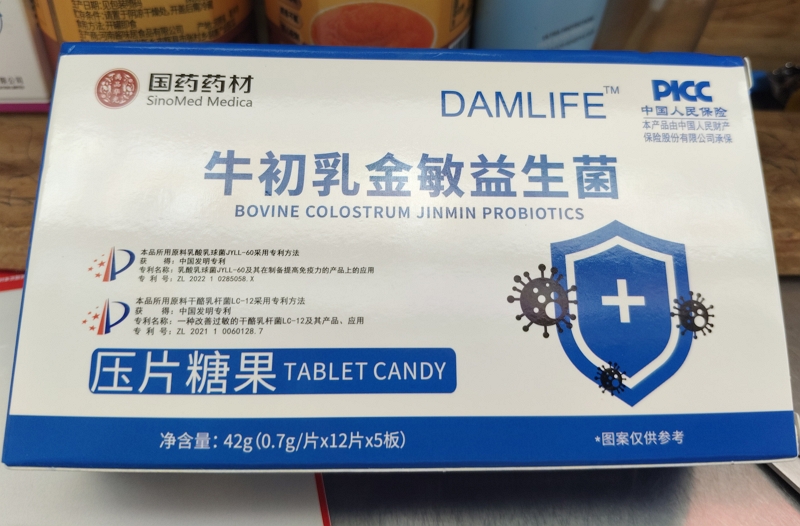 国药药材
SinoMed Medica
DAMLIFE™
PICC
中国人民保险
本产品由中国人民财产
保险股份有限公司承保
牛初乳金敏益生菌
BOVINE COLOSTRUM JINMIN PROBIOTICS
本品所用原料乳酸乳球菌JYLL-60采用专利方法
获 得：中国发明专利
专利名称：乳酸乳球菌JYLL-60及其在制备提高免疫力的产品上的应用
专 利 号：ZL 2022 1 0285058.X
本品所用原料干酪乳杆菌LC-12采用专利方法
获 得：中国发明专利
专利名称：一种改善过敏的干酪乳杆菌LC-12及其产品、应用
专 利 号：ZL 2021 1 0060128.7
压片糖果 TABLET CANDY
净含量：42g(0.7g/片x12片x5板)
*图案仅供参考